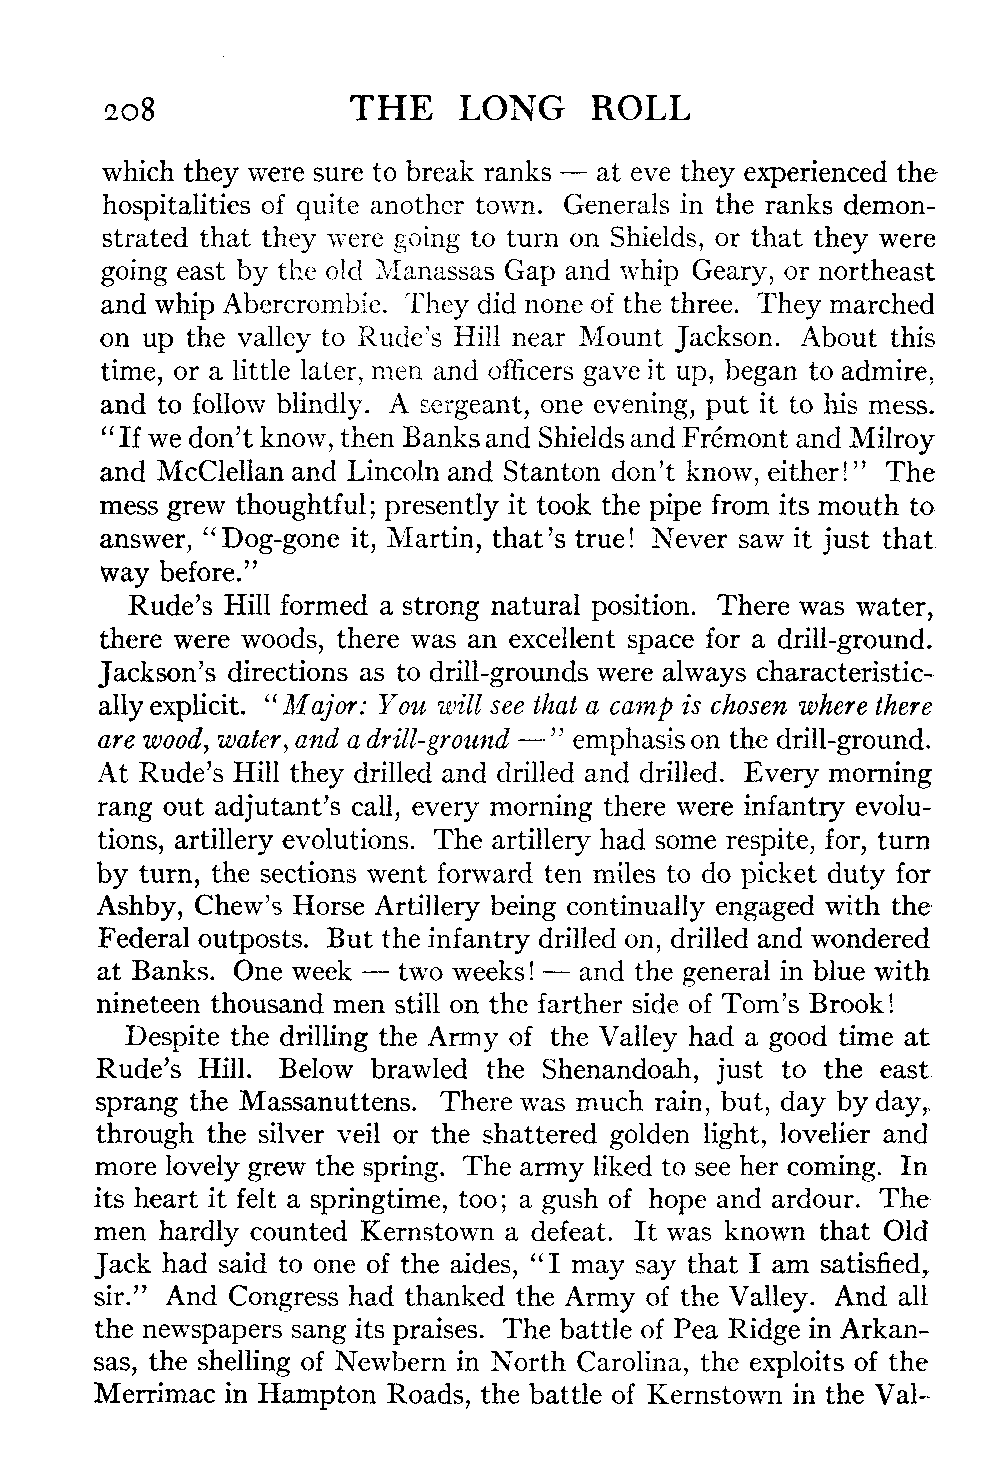 208 THE LONG ROLL
which they were sure to break ranks — at eve they experienced the
hospitalities of quite another town. Generals in the ranks demon-
strated that they were going to turn on Shields, or that they were
going east by the old Manassas Gap and whip Geary, or northeast
and whip Abercrombie. They did none of the three. They marched
on up the valley to Rude's Hill near Mount Jackson. About this
time, or a little later, men and officers gave it up, began to admire,
and to follow blindly. A sergeant, one evening, put it to his mess.
"If we don't know, then Banks and Shields and Frémont and Milroy
and McClellan and Lincoln and Stanton don't know, either!" The
mess grew thoughtful; presently it took the pipe from its mouth to
answer, "Dog-gone it, Martin, that's true! Never saw it just that
way before."
Rude's Hill formed a strong natural position. There was water,
there were woods, there was an excellent space for a drill-ground.
Jackson's directions as to drill-grounds were always characteristic-
ally explicit. "Major: You will see that a camp is chosen where there
are wood, water, and a drill-ground —" emphasis on the drill-ground.
At Rude's Hill they drilled and drilled and drilled. Every morning
rang out adjutant's call, every morning there were infantry evolu-
tions, artillery evolutions. The artillery had some respite, for, turn
by turn, the sections went forward ten miles to do picket duty for
Ashby, Chew's Horse Artillery being continually engaged with the
Federal outposts. But the infantry drilled on, drilled and wondered
at Banks. One week — two weeks! — and the general in blue with
nineteen thousand men still on the farther side of Tom's Brook!
Despite the drilling the Army of the Valley had a good time at
Rude's Hill. Below brawled the Shenandoah, just to the east
sprang the Massanuttens. There was much rain, but, day by day,
through the silver veil or the shattered golden light, lovelier and
more lovely grew the spring. The army liked to see her coming. In
its heart it felt a springtime, too; a gush of hope and ardour. The
men hardly counted Kernstown a defeat. It was known that Old
Jack had said to one of the aides, "I may say that I am satisfied,
sir." And Congress had thanked the Army of the Valley. And all
the newspapers sang its praises. The battle of Pea Ridge in Arkan-
sas, the shelling of Newbern in North Carolina, the exploits of the
Merrimac in Hampton Roads, the battle of Kernstown in the Val-